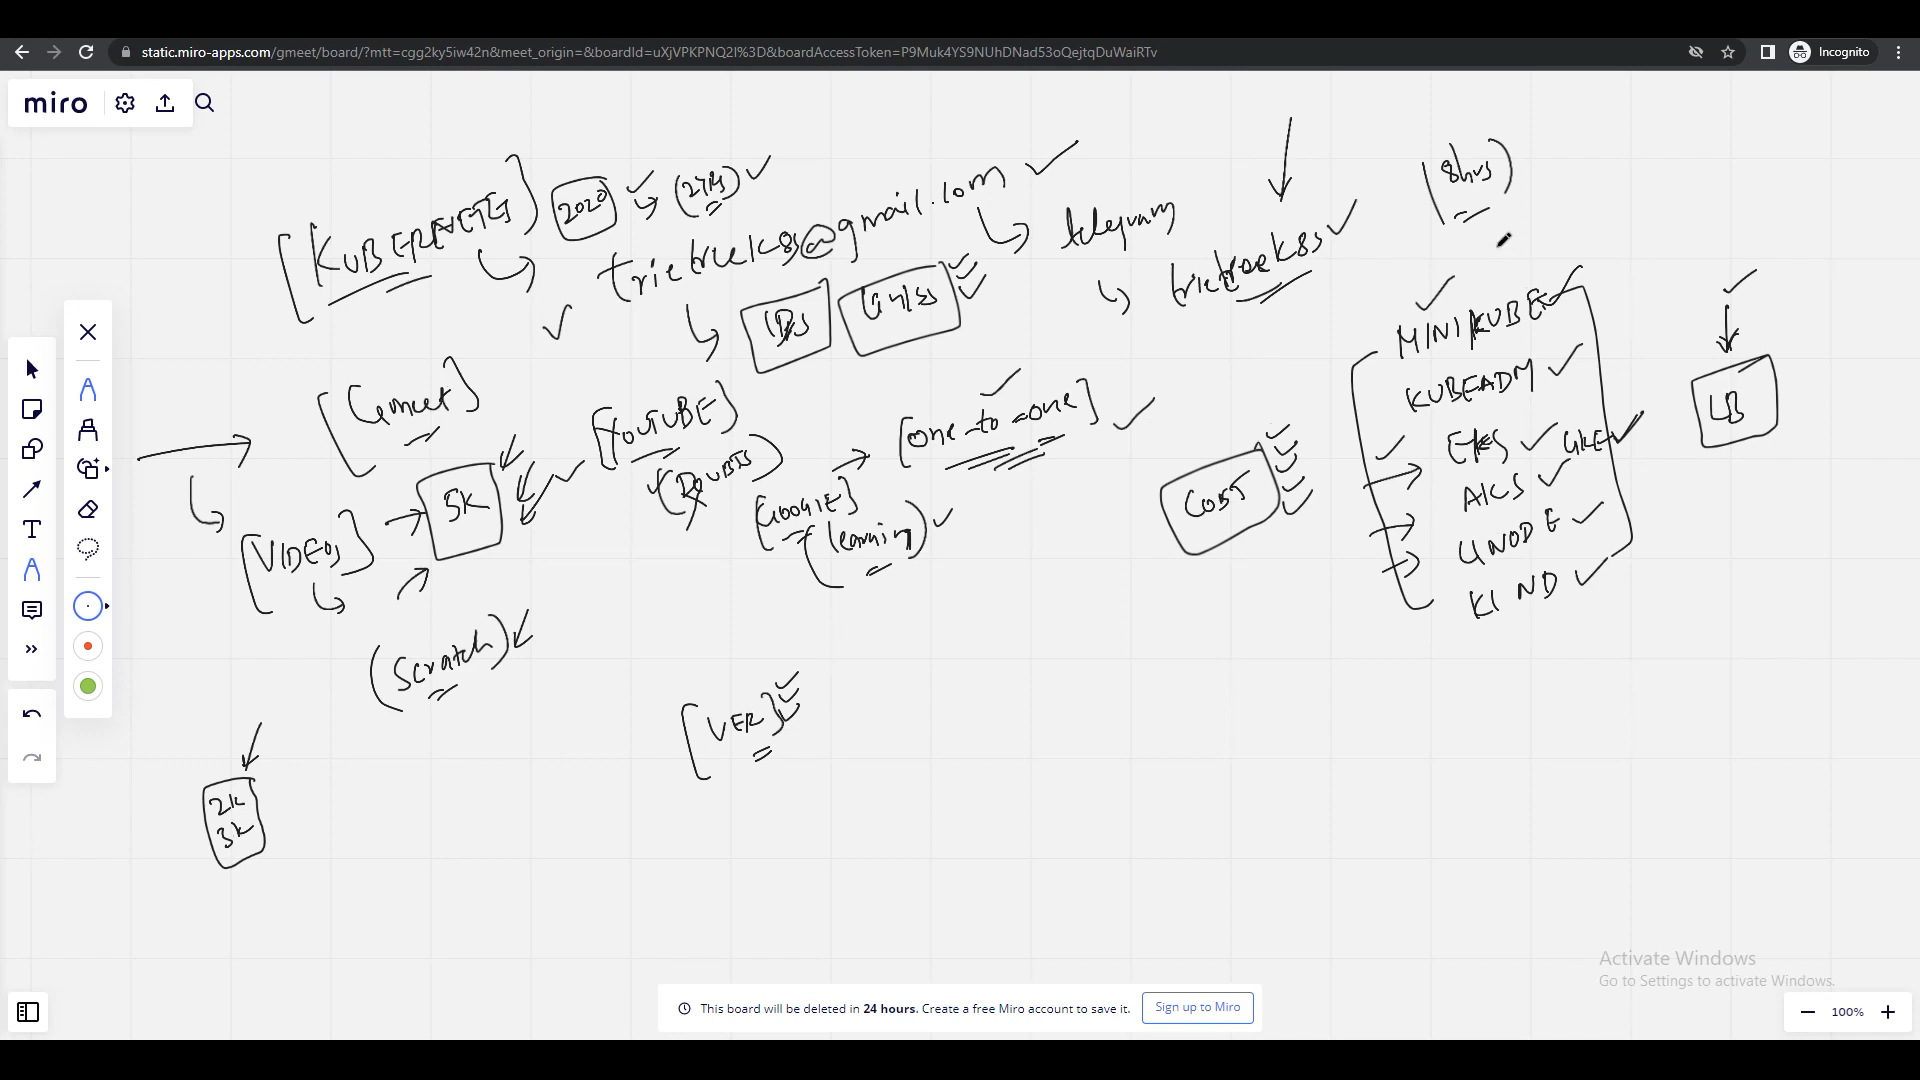 static.miro-apps.com/gmeet/board/?mtt=cgg2ky5iw42n&meet_origin=&boardId=uXjVPKPNQ2I%3D&boardAccessToken=P9Muk4YS9NUhDNad53oQejtqDuWaiRTv
Incognito
miro
[KUBERNETES] 2020
@gmail.com
telegram
(8hrs)
[Gmeet]
[YOUTUBE]
(DOUBTS)
[one-to-one]
[GOOGLE]
(learning)
[VIDEOS]
5K
(Scratch)
[VER]
2K
3K
COST
MINIKUBE
KUBEADM
EKS GKE
AKS
LINODE
KIND
LB
T
Activate Windows
Go to Settings to activate Windows.
This board will be deleted in 24 hours. Create a free Miro account to save it.
Sign up to Miro
100%